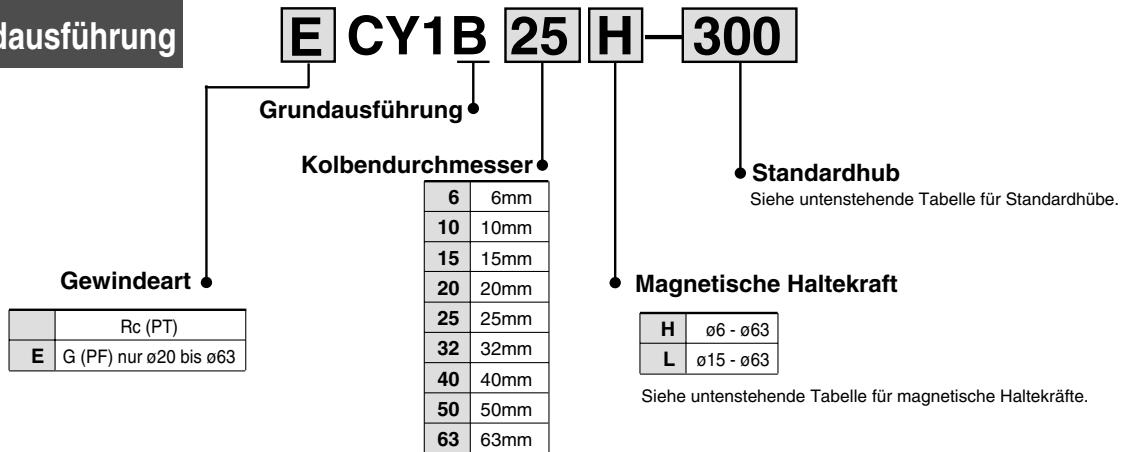 dausführung
E CY1B 25 H—300
Grundausführung
Kolbendurchmesser
6 6mm
10 10mm
15 15mm
20 20mm
25 25mm
32 32mm
40 40mm
50 50mm
63 63mm
Standardhub
Siehe untenstehende Tabelle für Standardhübe.
Gewindeart
Rc (PT)
E G (PF) nur ø20 bis ø63
Magnetische Haltekraft
H ø6 - ø63
L ø15 - ø63
Siehe untenstehende Tabelle für magnetische Haltekräfte.